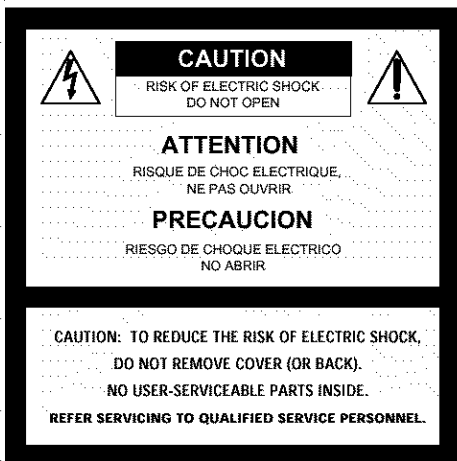 CAUTION
RISK OF ELECTRIC SHOCK
DO NOT OPEN
ATTENTION
RISQUE DE CHOC ELECTRIQUE,
NE PAS OUVRIR
PRECAUCION
RIESGO DE CHOQUE ELECTRICO
NO ABRIR
CAUTION: TO REDUCE THE RISK OF ELECTRIC SHOCK,
DO NOT REMOVE COVER (OR BACK).
NO USER-SERVICEABLE PARTS INSIDE.
REFER SERVICING TO QUALIFIED SERVICE PERSONNEL.